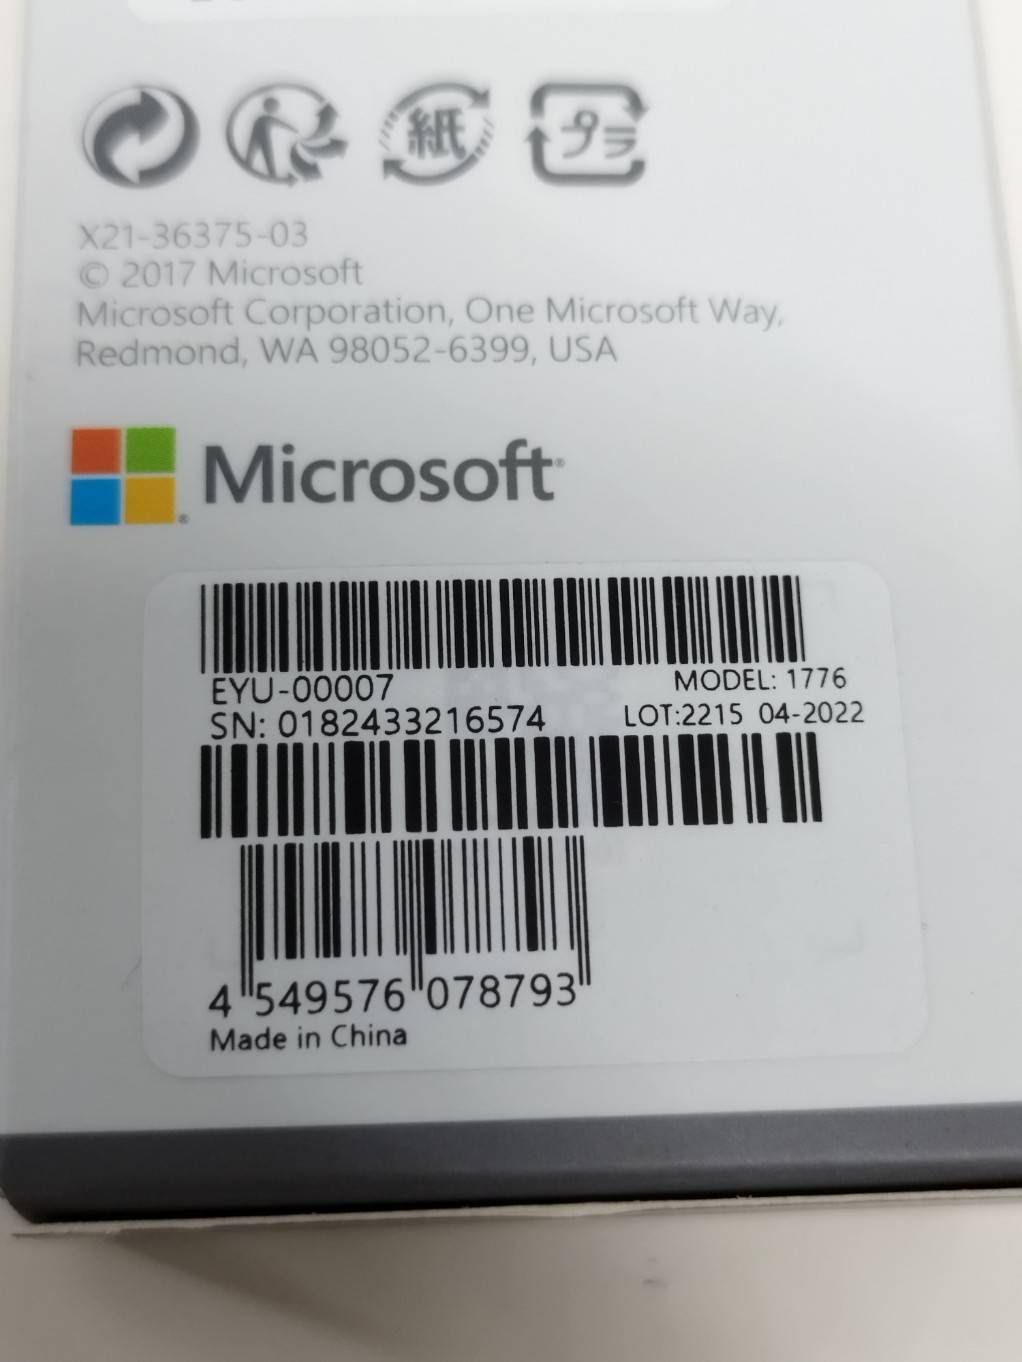 紙
プラ
X21-36375-03
© 2017 Microsoft
Microsoft Corporation, One Microsoft Way,
Redmond, WA 98052-6399, USA
Microsoft®
EYU-00007
MODEL: 1776
SN: 0182433216574
LOT:2215 04-2022
4 549576 078793
Made in China